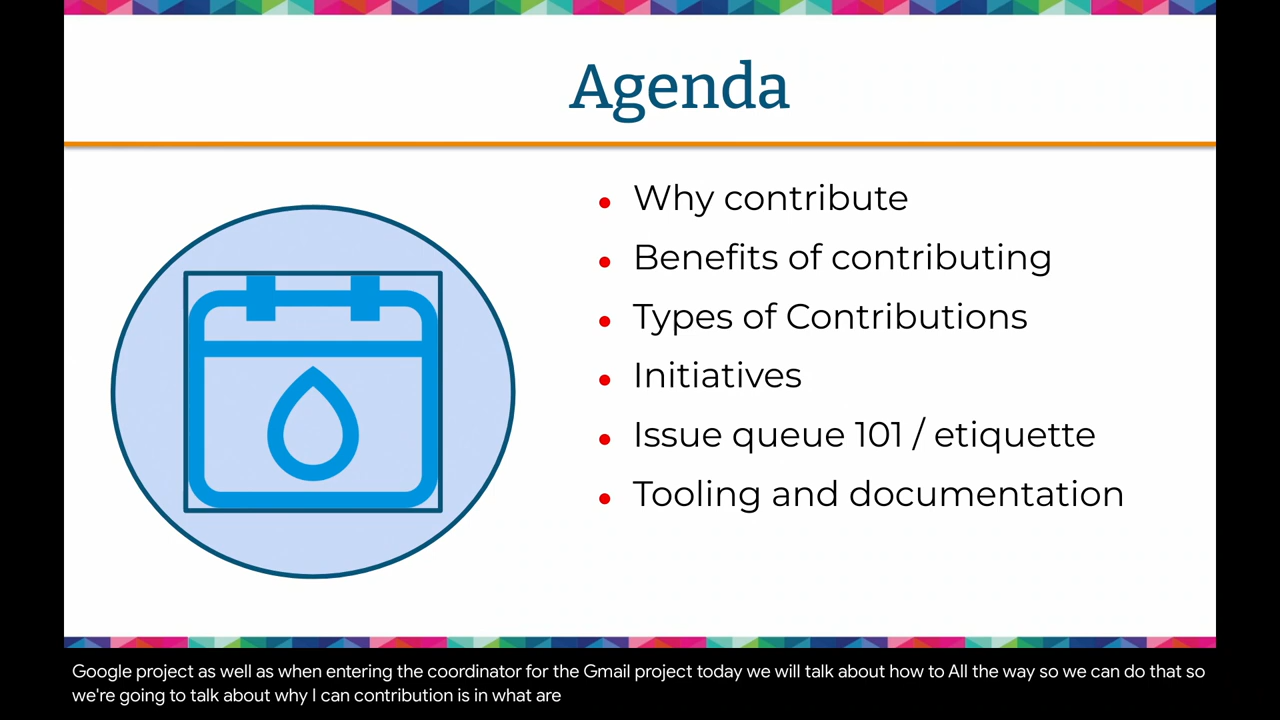 Agenda
Why contribute
Benefits of contributing
Types of Contributions
Initiatives
Issue queue 101 / etiquette
Tooling and documentation
Google project as well as when entering the coordinator for the Gmail project today we will talk about how to All the way so we can do that so
we're going to talk about why I can contribution is in what are